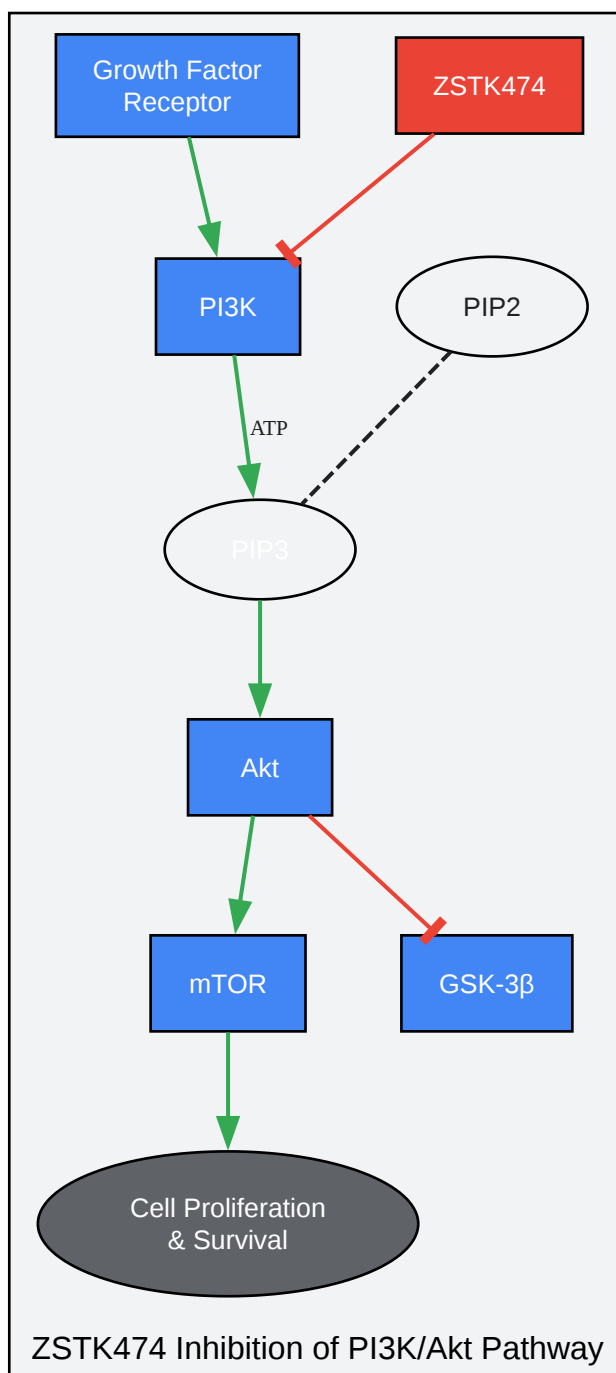 Growth Factor
Receptor
ZSTK474
PI3K
PIP2
ATP
PIP3
Akt
mTOR
GSK-3β
Cell Proliferation
& Survival
ZSTK474 Inhibition of PI3K/Akt Pathway